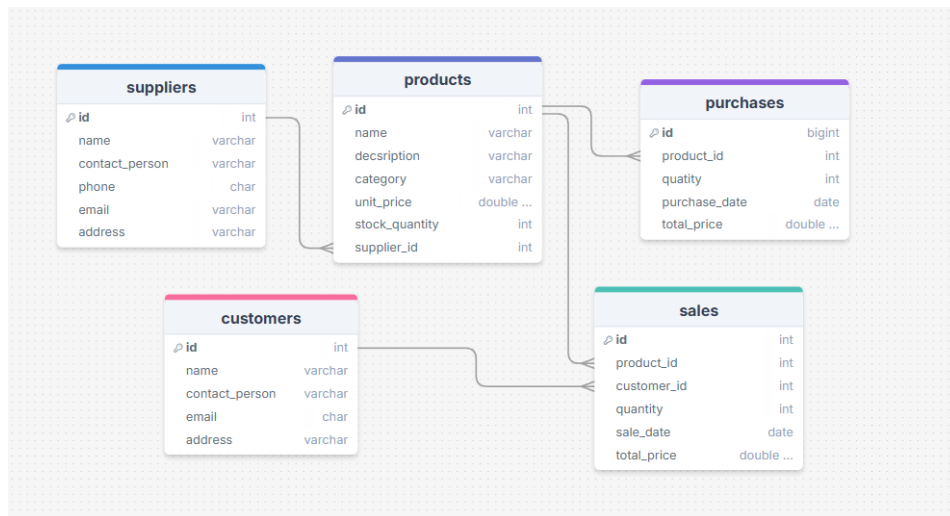 suppliers
id int
name varchar
contact_person varchar
phone char
email varchar
address varchar
products
id int
name varchar
decsription varchar
category varchar
unit_price double ...
stock_quantity int
supplier_id int
purchases
id bigint
product_id int
quatity int
purchase_date date
total_price double ...
customers
id int
name varchar
contact_person varchar
email char
address varchar
sales
id int
product_id int
customer_id int
quantity int
sale_date date
total_price double ...